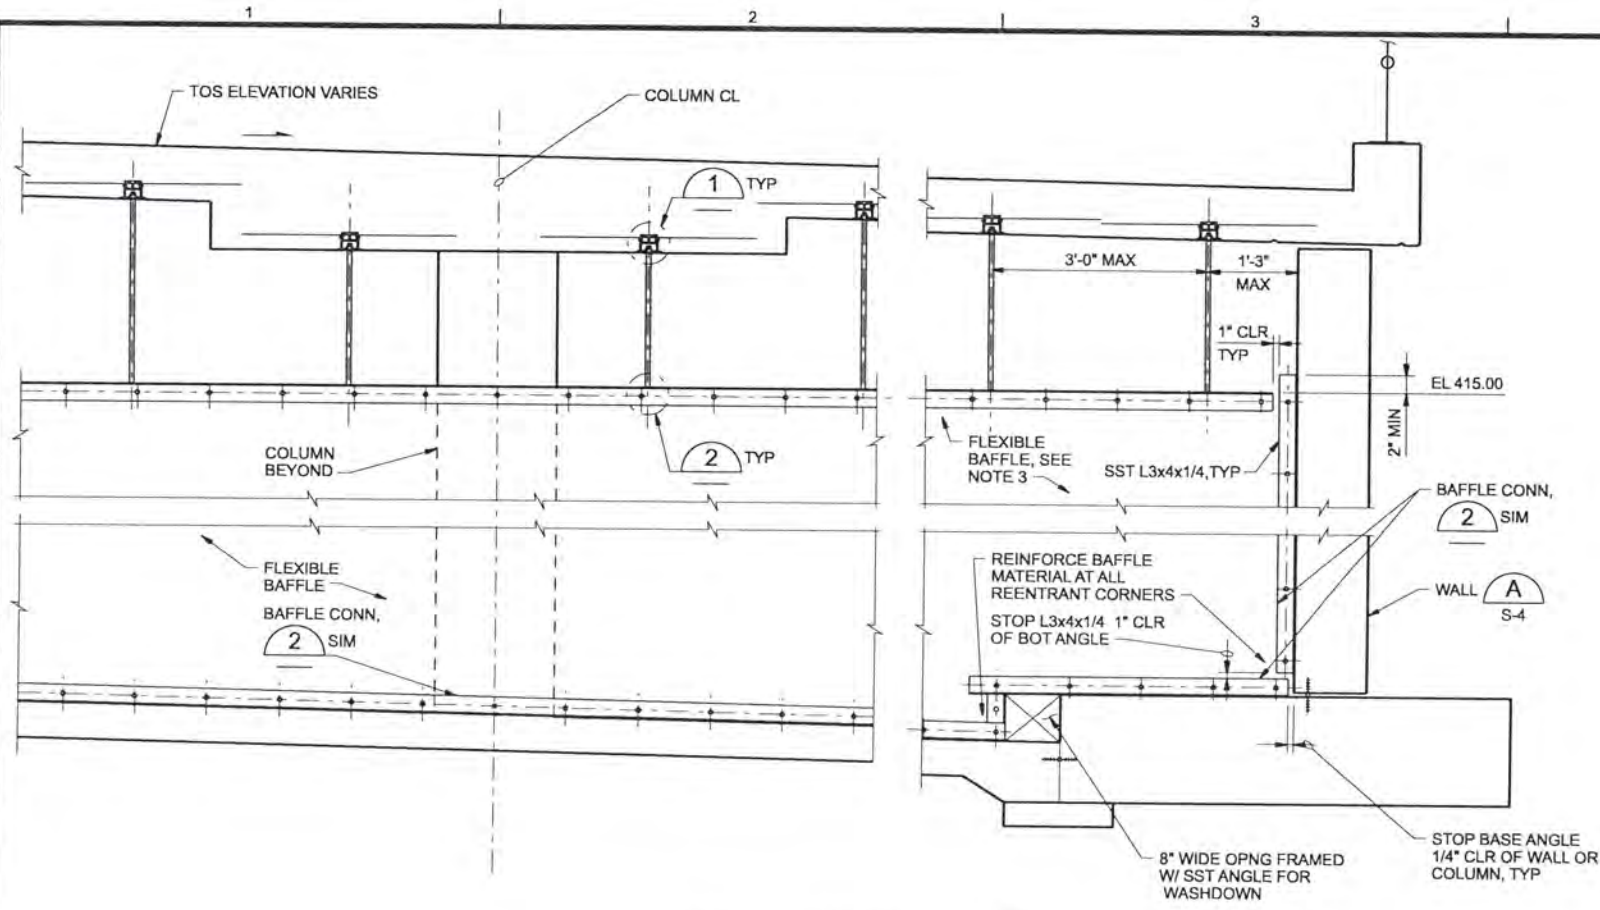 1
2
3
TOS ELEVATION VARIES
COLUMN CL
1 TYP
3'-0" MAX
1'-3"
MAX
1" CLR
TYP
EL 415.00
2" MIN
COLUMN
BEYOND
2 TYP
FLEXIBLE
BAFFLE, SEE
NOTE 3
SST L3x4x1/4, TYP
BAFFLE CONN,
2 SIM
FLEXIBLE
BAFFLE
BAFFLE CONN,
2 SIM
REINFORCE BAFFLE
MATERIAL AT ALL
REENTRANT CORNERS
STOP L3x4x1/4 1" CLR
OF BOT ANGLE
WALL A
S-4
8" WIDE OPNG FRAMED
W/ SST ANGLE FOR
WASHDOWN
STOP BASE ANGLE
1/4" CLR OF WALL OR
COLUMN, TYP